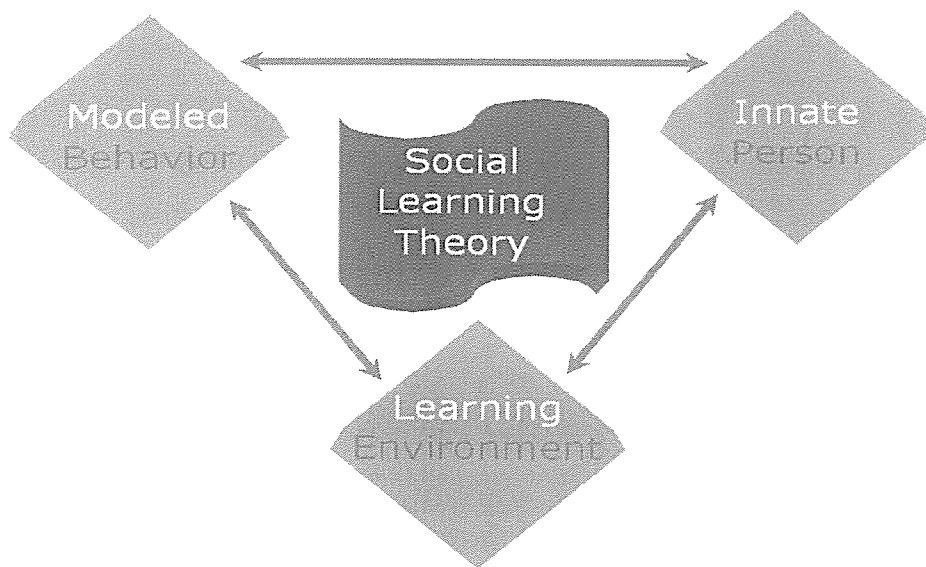 Modeled
Behavior
Innate
Person
Social
Learning
Theory
Learning
Environment